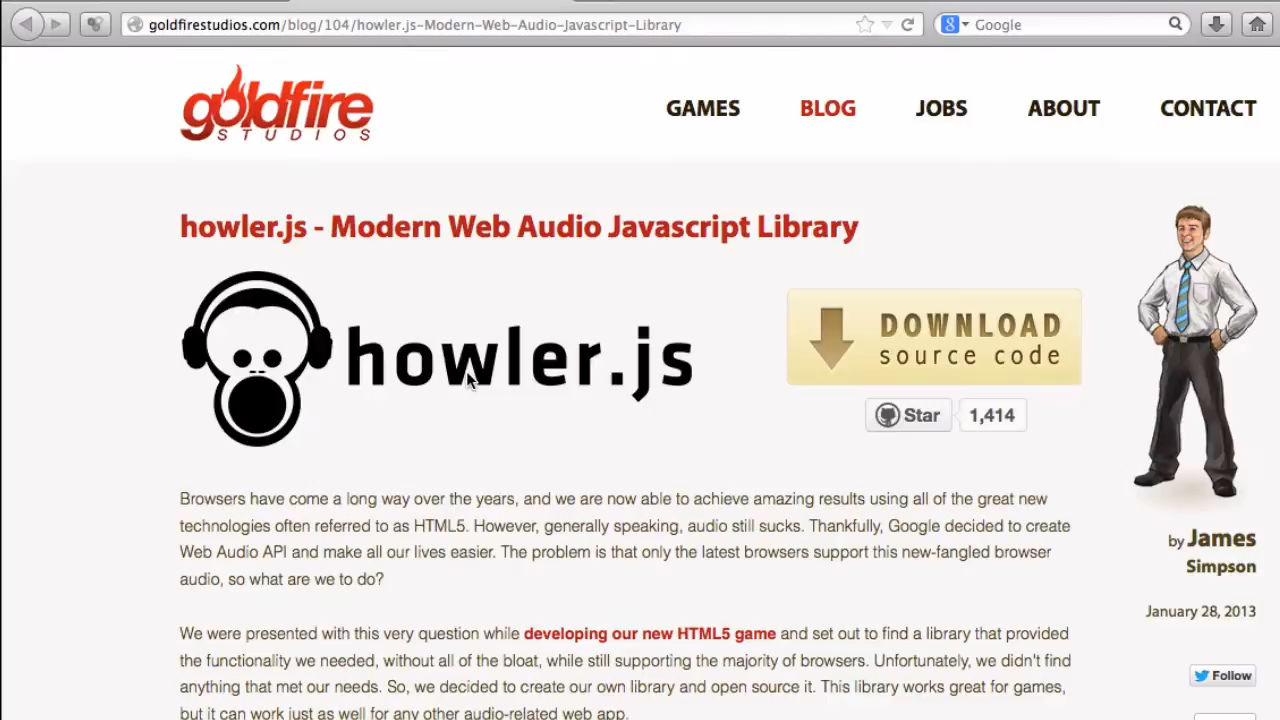 goldfirestudios.com/blog/104/howler.js-Modern-Web-Audio-Javascript-Library
Google
goldfire
STUDIOS
GAMES
BLOG
JOBS
ABOUT
CONTACT
howler.js - Modern Web Audio Javascript Library
howler.js
DOWNLOAD
source code
Star
1,414
Browsers have come a long way over the years, and we are now able to achieve amazing results using all of the great new
technologies often referred to as HTML5. However, generally speaking, audio still sucks. Thankfully, Google decided to create
Web Audio API and make all our lives easier. The problem is that only the latest browsers support this new-fangled browser
audio, so what are we to do?
We were presented with this very question while developing our new HTML5 game and set out to find a library that provided
the functionality we needed, without all of the bloat, while still supporting the majority of browsers. Unfortunately, we didn't find
anything that met our needs. So, we decided to create our own library and open source it. This library works great for games,
but it can work just as well for any other audio-related web app.
by James
Simpson
January 28, 2013
Follow